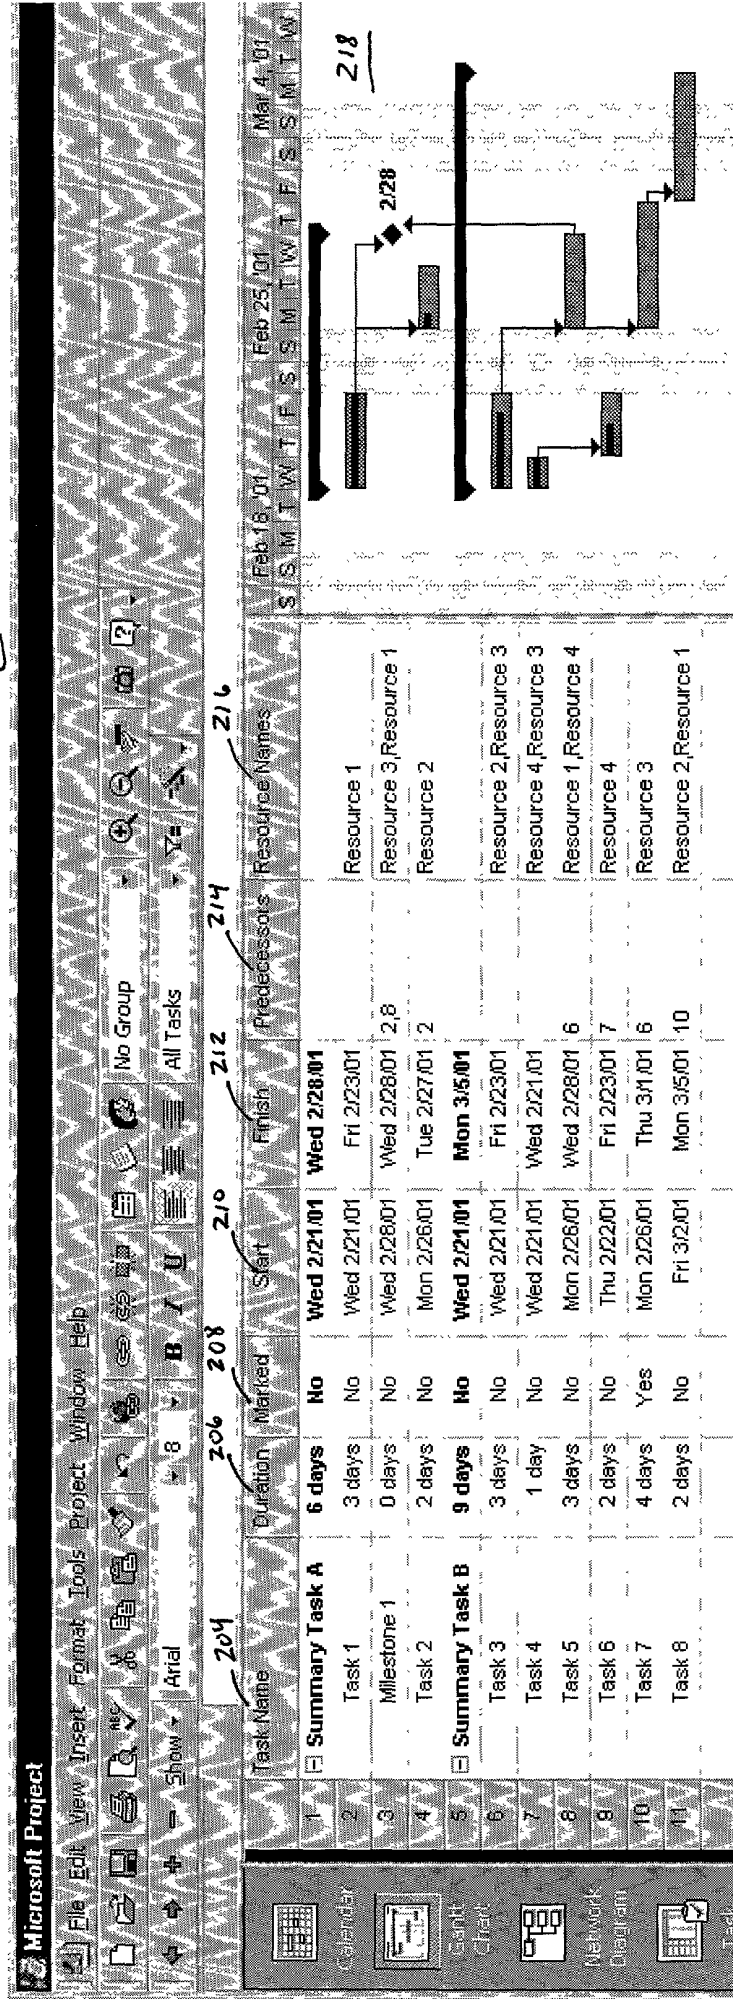 Microsoft Project
File Edit View Insert Format Tools Project Window Help
ABC
No Group
?
Show Arial 8 B I U All Tasks
204 206 208 210 212 214 216
Task Name Duration Marked Start Finish Predecessors Resource Names Feb 18, '01 Feb 25, '01 Mar 4, '01
S S M T W T F S S M T W T F S S M T W
1 Summary Task A 6 days No Wed 2/21/01 Wed 2/28/01
2 Task 1 3 days No Wed 2/21/01 Fri 2/23/01 Resource 1
3 Milestone 1 0 days No Wed 2/28/01 Wed 2/28/01 2,8 Resource 3,Resource 1 2/28
4 Task 2 2 days No Mon 2/26/01 Tue 2/27/01 2 Resource 2
5 Summary Task B 9 days No Wed 2/21/01 Mon 3/5/01
6 Task 3 3 days No Wed 2/21/01 Fri 2/23/01 Resource 2,Resource 3
7 Task 4 1 day No Wed 2/21/01 Wed 2/21/01 Resource 4,Resource 3
8 Task 5 3 days No Mon 2/26/01 Wed 2/28/01 6 Resource 1,Resource 4
9 Task 6 2 days No Thu 2/22/01 Fri 2/23/01 7 Resource 4
10 Task 7 4 days Yes Mon 2/26/01 Thu 3/1/01 6 Resource 3
11 Task 8 2 days No Fri 3/2/01 Mon 3/5/01 10 Resource 2,Resource 1
218
Calendar
Gantt
Chart
Network
Diagram
Task